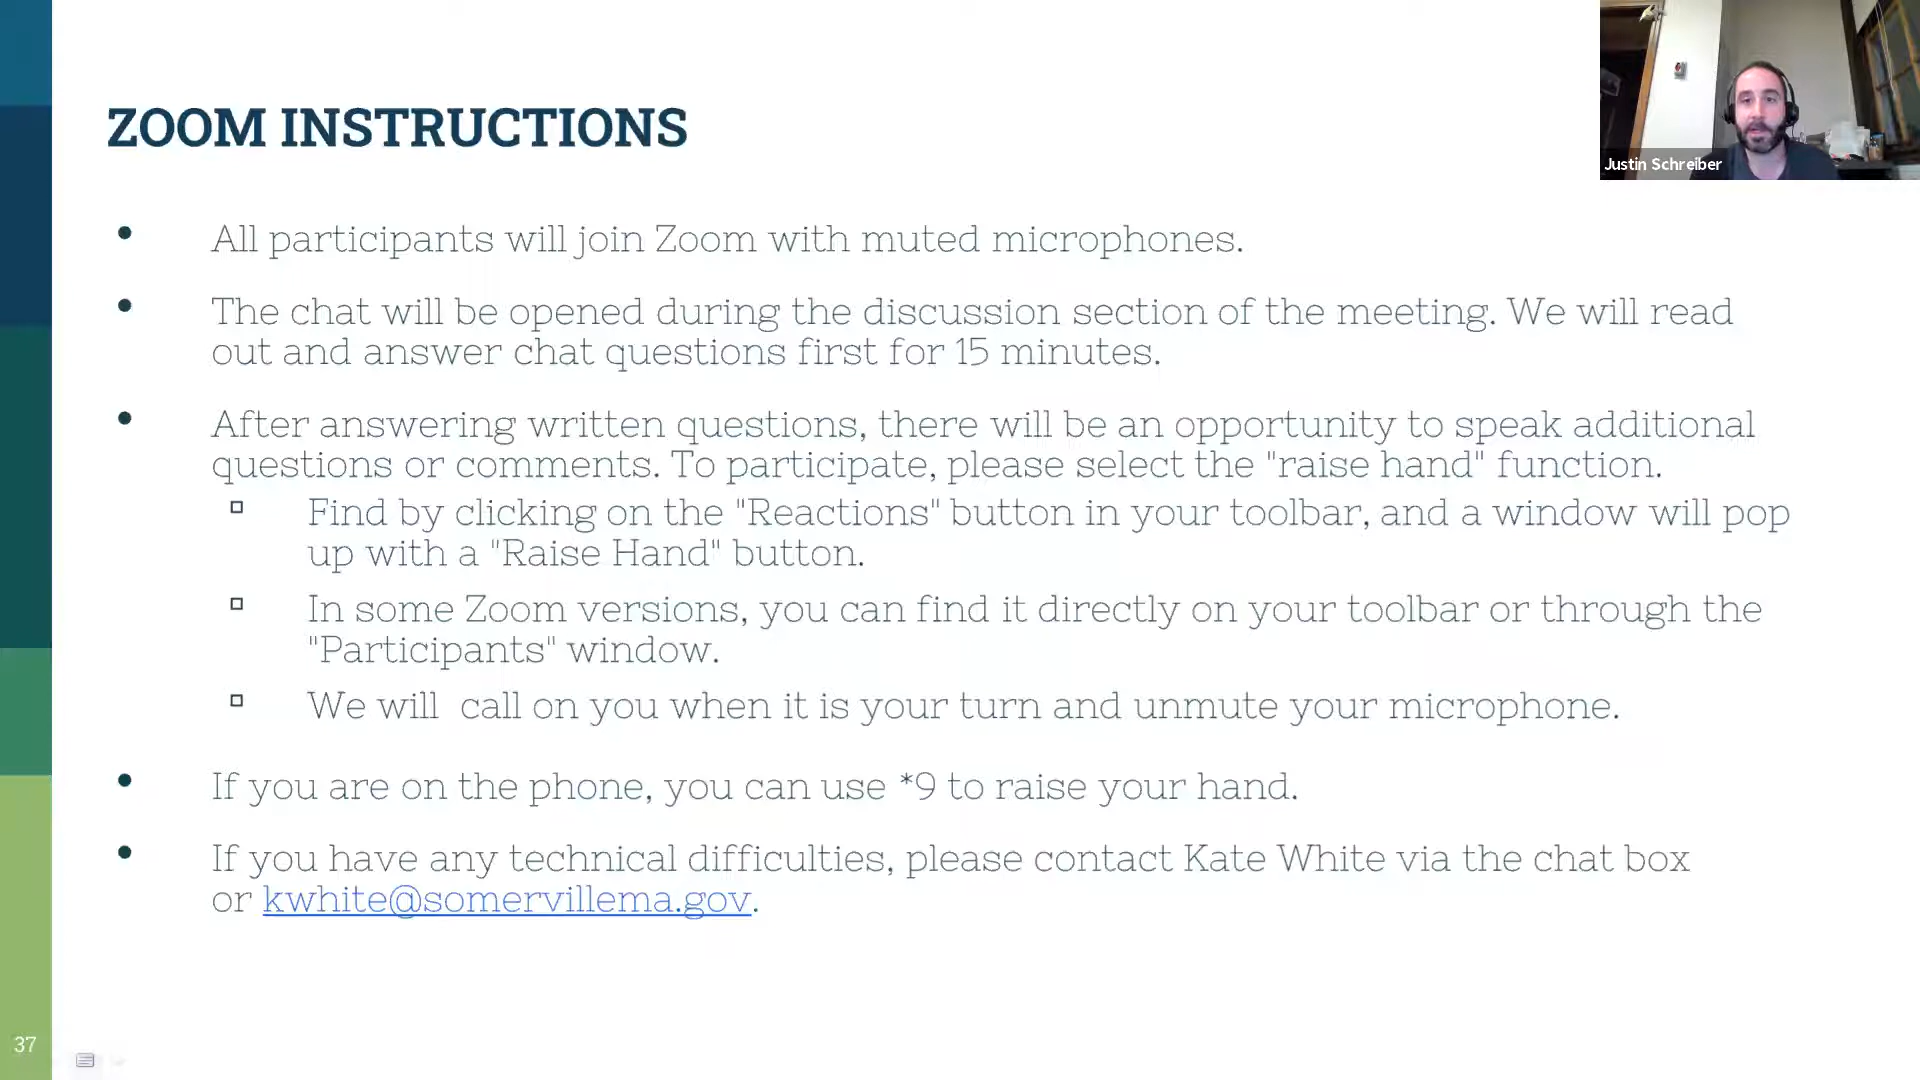 ZOOM INSTRUCTIONS
Justin Schreiber
All participants will join Zoom with muted microphones.
The chat will be opened during the discussion section of the meeting. We will read
out and answer chat questions first for 15 minutes.
After answering written questions, there will be an opportunity to speak additional
questions or comments. To participate, please select the "raise hand" function.
Find by clicking on the "Reactions" button in your toolbar, and a window will pop
up with a "Raise Hand" button.
In some Zoom versions, you can find it directly on your toolbar or through the
"Participants" window.
We will  call on you when it is your turn and unmute your microphone.
If you are on the phone, you can use *9 to raise your hand.
If you have any technical difficulties, please contact Kate White via the chat box
or kwhite@somervillema.gov.
37